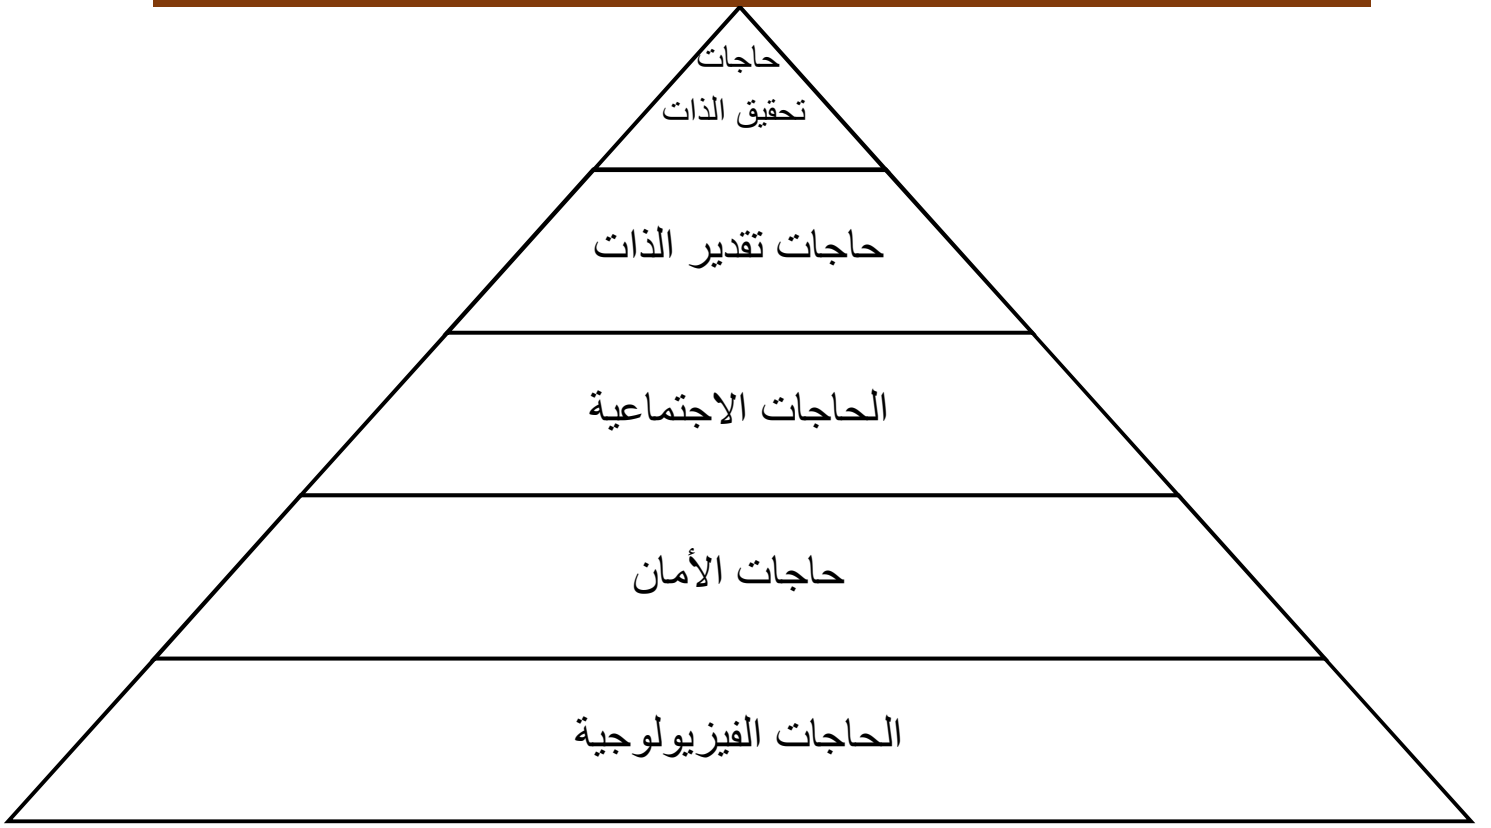 حاجات
تحقيق الذات
حاجات تقدير الذات
الحاجات الاجتماعية
حاجات الأمان
الحاجات الفيزيولوجية